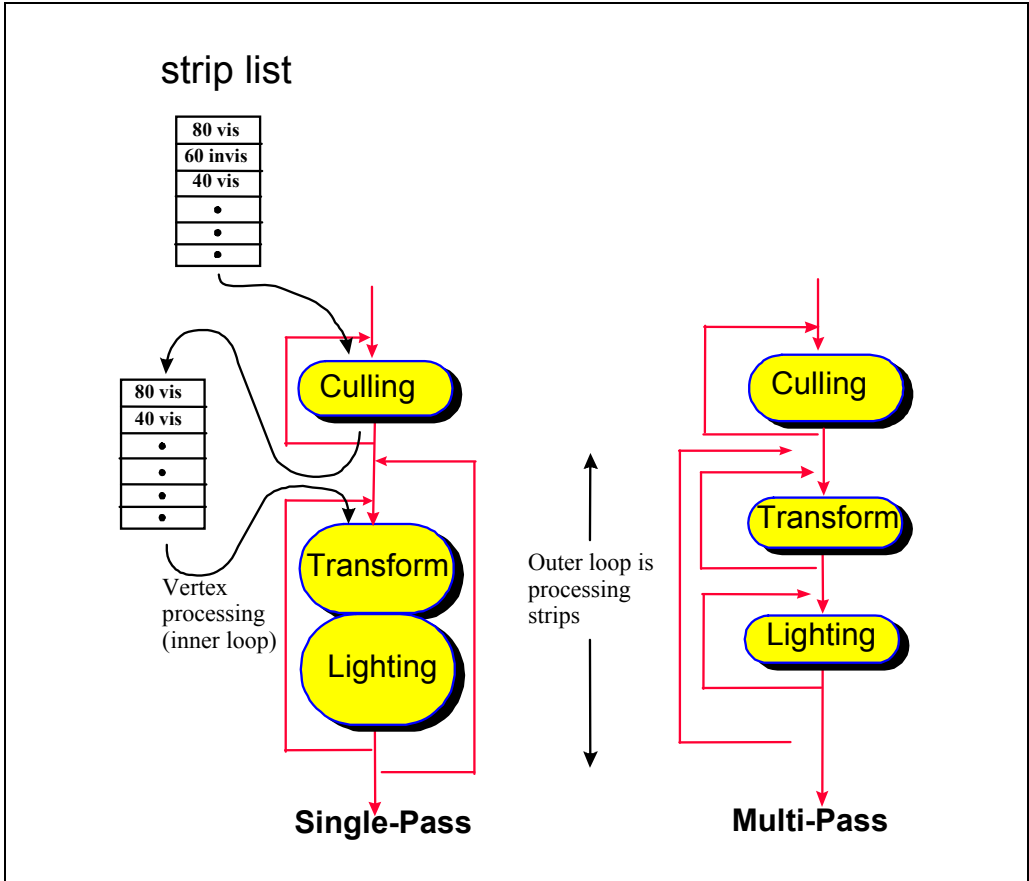 strip list
80 vis
60 invis
40 vis
Culling
80 vis
40 vis
Vertex
processing
(inner loop)
Transform
Lighting
Single-Pass
Outer loop is
processing
strips
Culling
Transform
Lighting
Multi-Pass